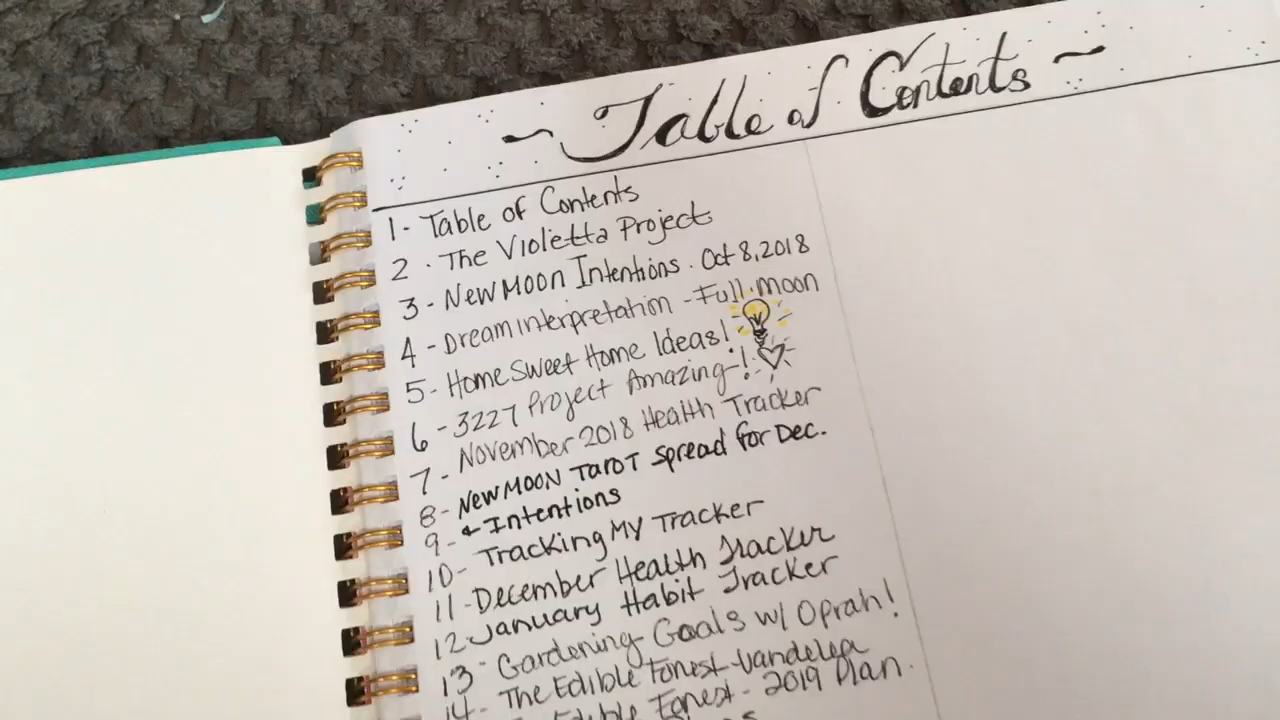 ~ Table of Contents ~
1 - Table of Contents
2 . The Violetta Project
3 - New Moon Intentions . Oct 8, 2018
4 - Dream interpretation - Full Moon
5 - Home Sweet Home Ideas!
6 - 3227 Project Amazing!
7 - November 2018 Health Tracker
8 - New Moon Tarot Spread for Dec.
9 - & Intentions
10 - Tracking My Tracker
11 - December Health Tracker
12 January Habit Tracker
13 - Gardening Goals w/ Oprah!
14 - The Edible Forest -
Edible Forest - 2019 Plan.